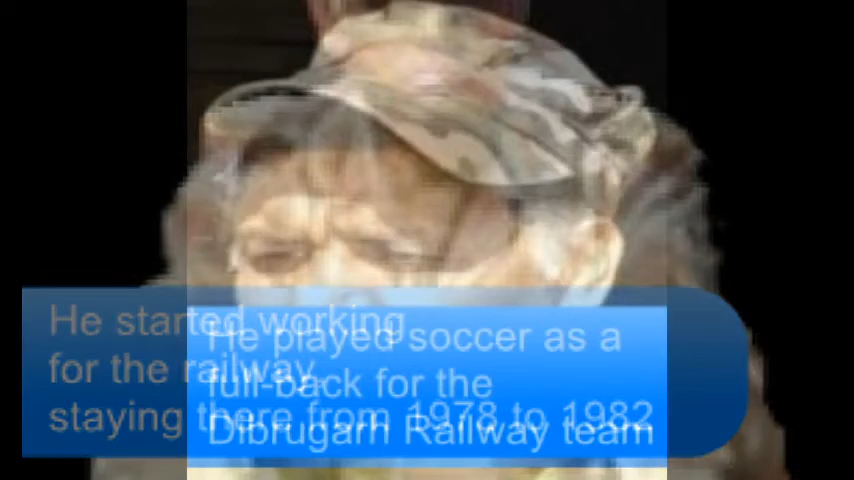 He started working
for the railway,
staying there from 1978 to 1982
He played soccer as a
full-back for the
Dibrugarh Railway team